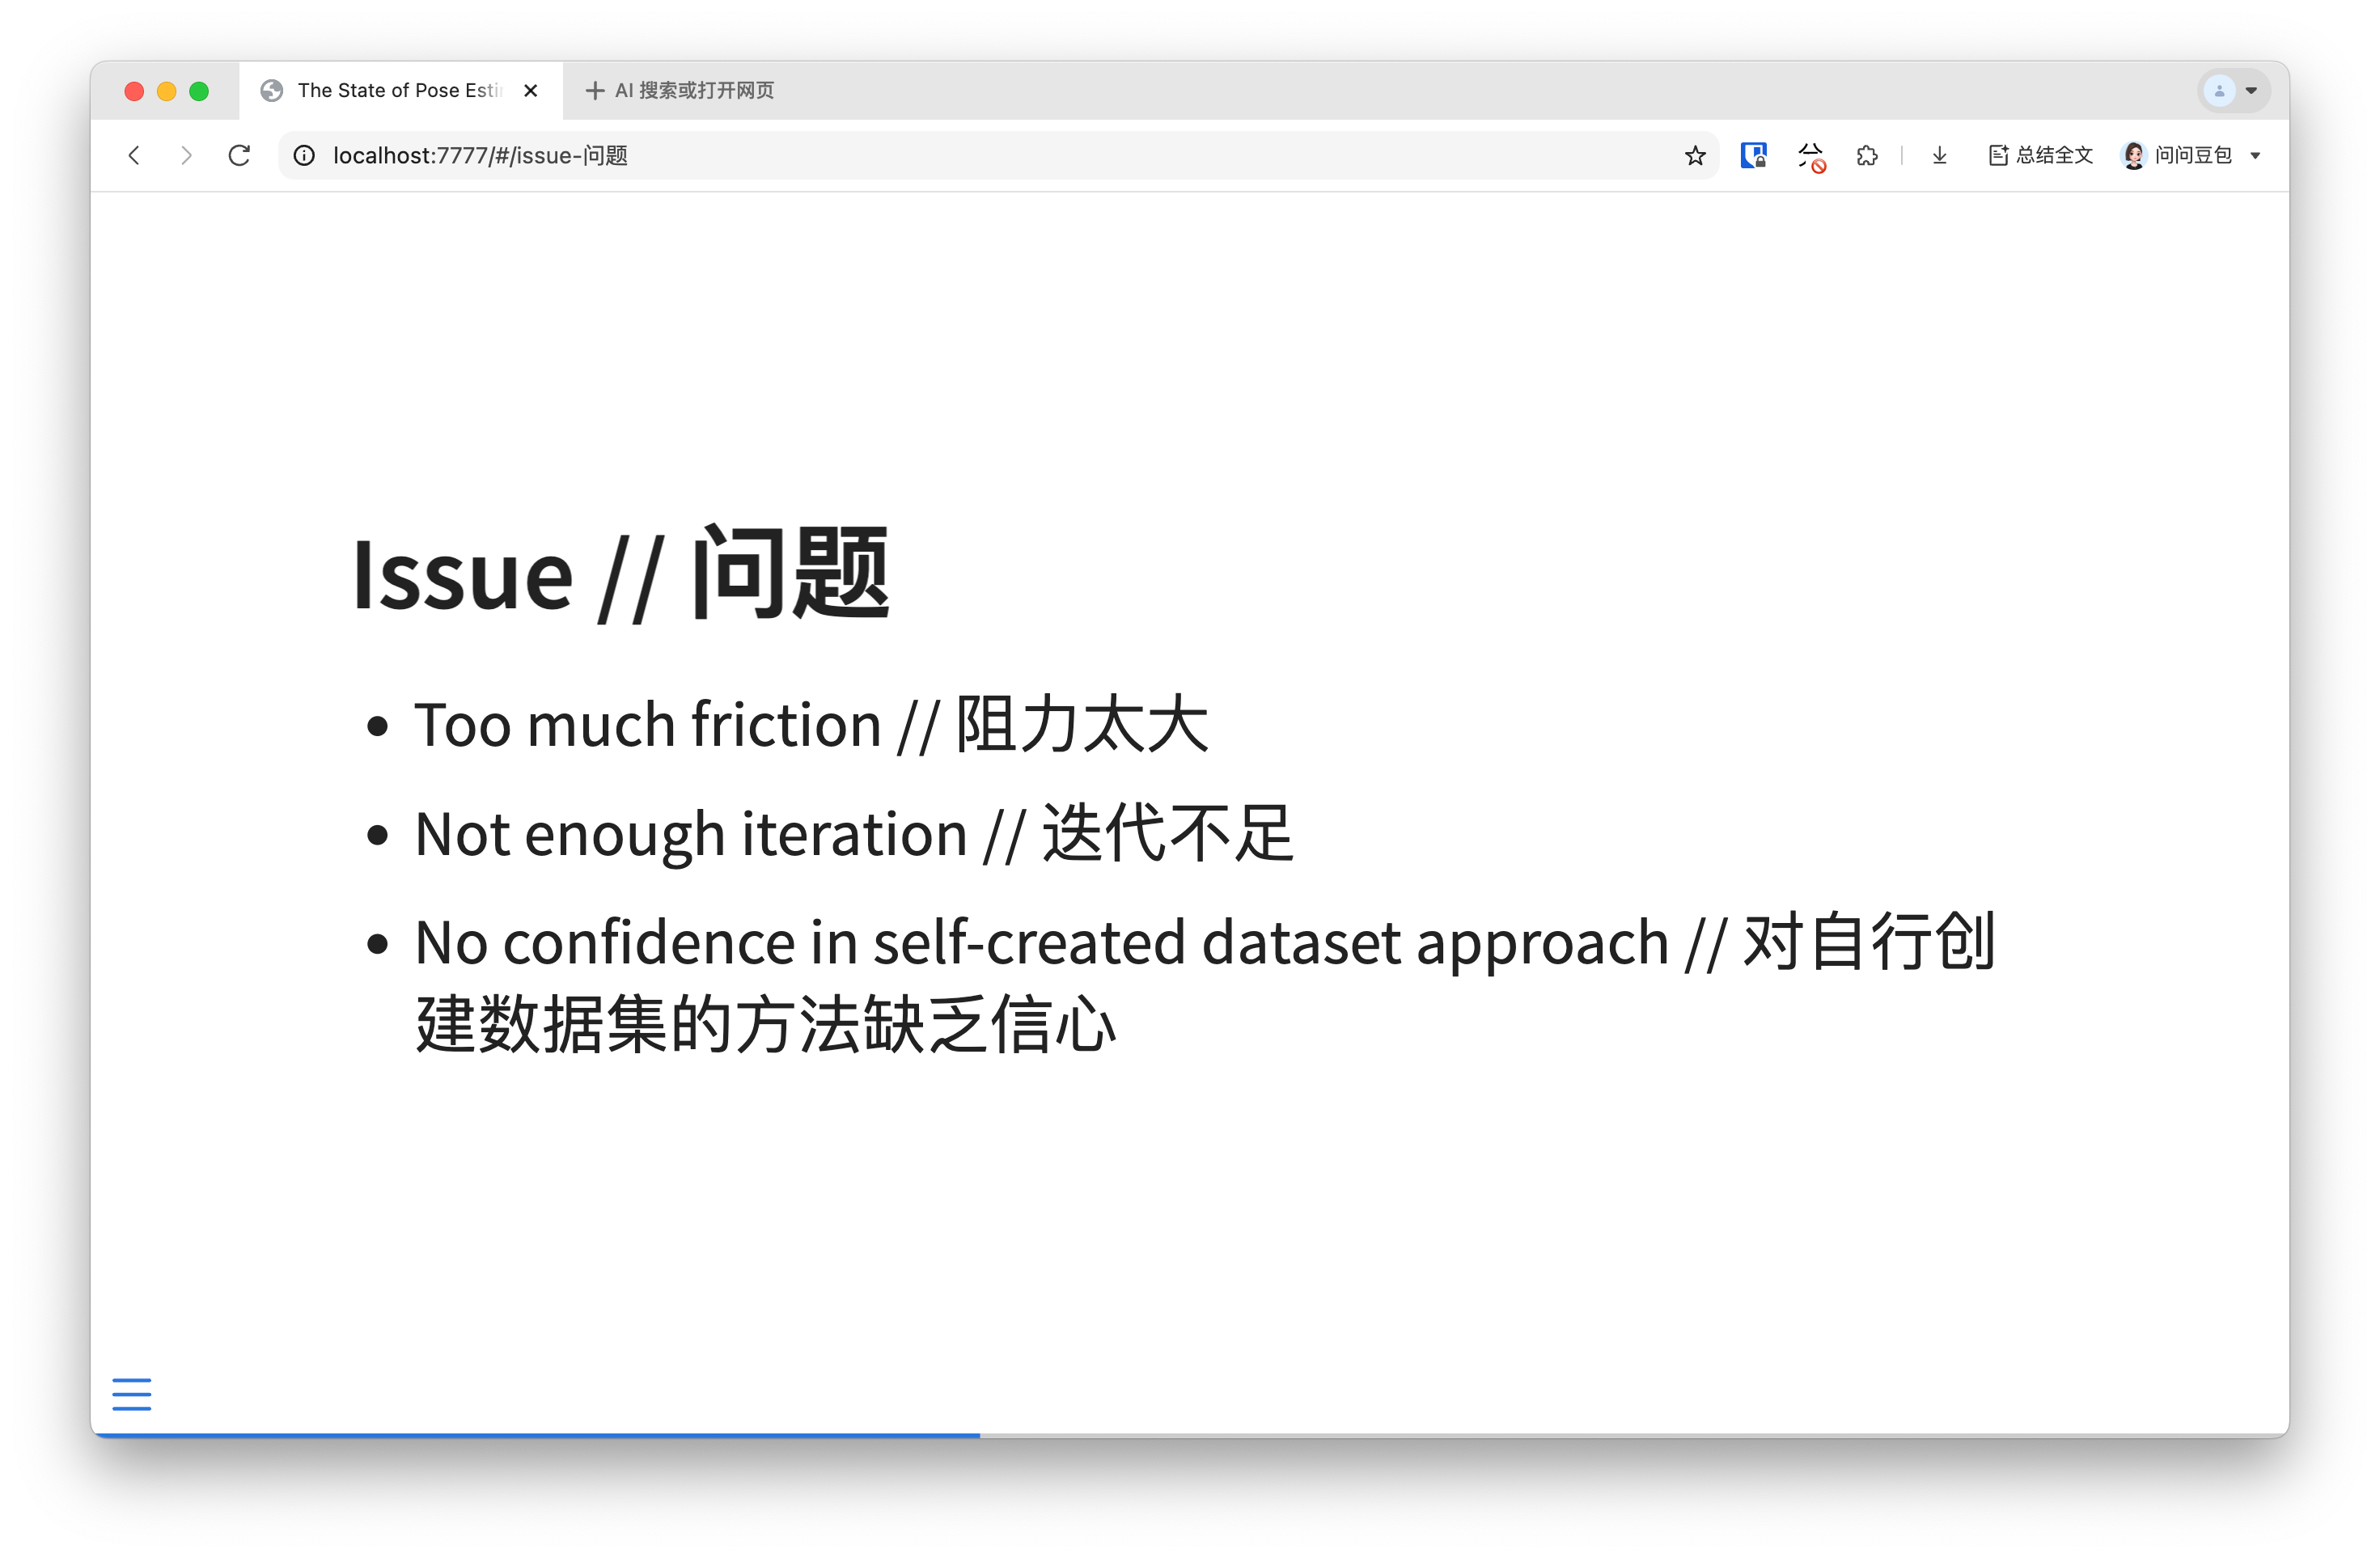 The State of Pose Esti
AI 搜索或打开网页
localhost:7777/#/issue-问题
总结全文
问问豆包
Issue // 问题
Too much friction // 阻力太大
Not enough iteration // 迭代不足
No confidence in self-created dataset approach // 对自行创
建数据集的方法缺乏信心